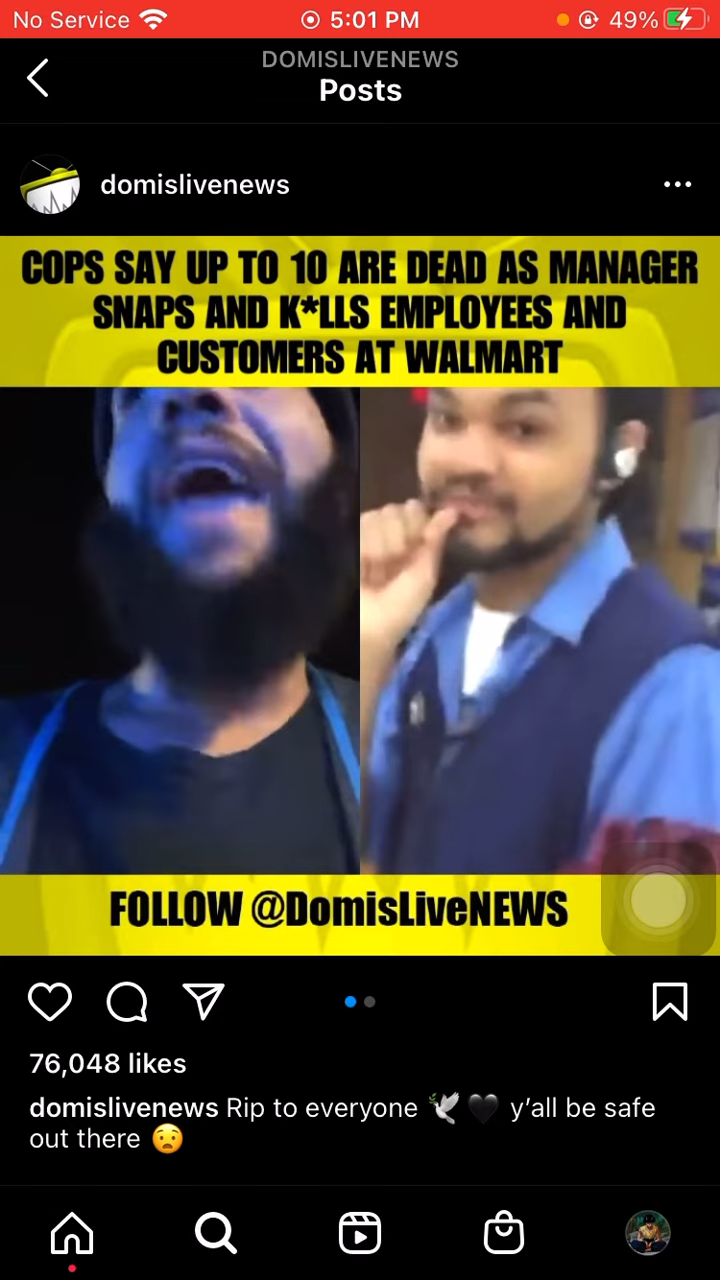 No Service 5:01 PM 49%
DOMISLIVENEWS
Posts
domislivenews
COPS SAY UP TO 10 ARE DEAD AS MANAGER
SNAPS AND K*LLS EMPLOYEES AND
CUSTOMERS AT WALMART
FOLLOW @DomisLiveNEWS
76,048 likes
domislivenews Rip to everyone 🕊️ 🖤 y’all be safe
out there 😧